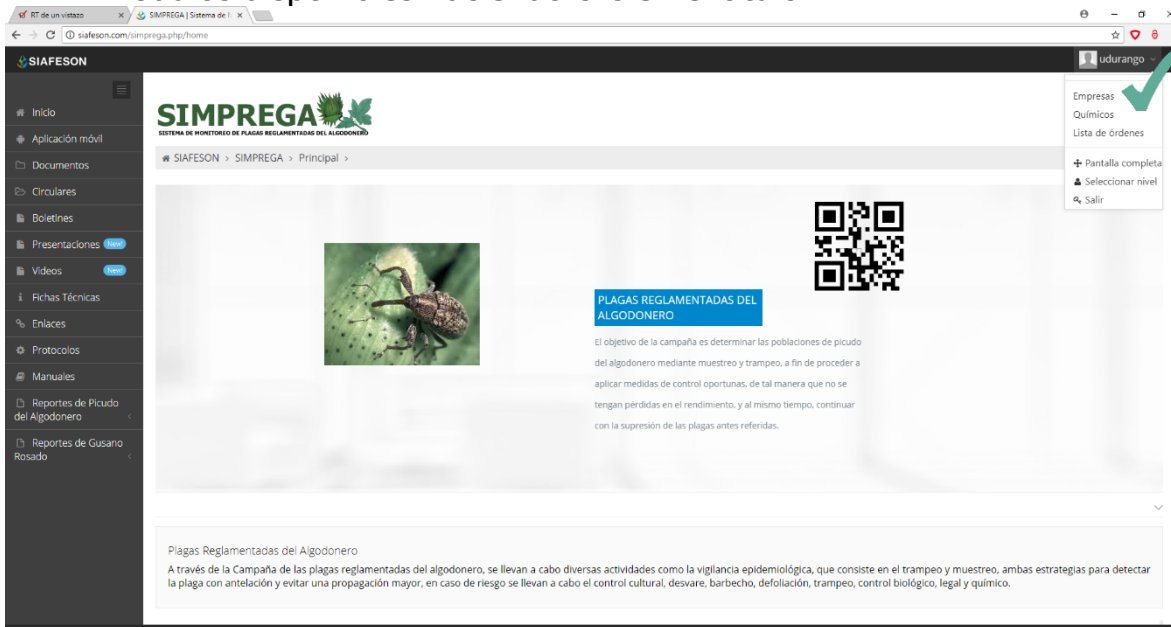 RT de un vistazo
SIMPREGA | Sistema de
siafeson.com/simprega.php/home
SIAFESON
udurango
Empresas
Químicos
Lista de órdenes
Pantalla completa
Seleccionar nivel
Salir
Inicio
Aplicación móvil
Documentos
Circulares
Boletines
Presentaciones New!
Videos New!
Fichas Técnicas
Enlaces
Protocolos
Manuales
Reportes de Picudo
del Algodonero
Reportes de Gusano
Rosado
SIMPREGA
SISTEMA DE MONITOREO DE PLAGAS REGLAMENTADAS DEL ALGODONERO
SIAFESON > SIMPREGA > Principal >
PLAGAS REGLAMENTADAS DEL
ALGODONERO
El objetivo de la campaña es determinar las poblaciones de picudo
del algodonero mediante muestreo y trampeo, a fin de proceder a
aplicar medidas de control oportunas, de tal manera que no se
tengan pérdidas en el rendimiento, y al mismo tiempo, continuar
con la supresión de las plagas antes referidas.
Plagas Reglamentadas del Algodonero
A través de la Campaña de las plagas reglamentadas del algodonero, se llevan a cabo diversas actividades como la vigilancia epidemiológica, que consiste en el trampeo y muestreo, ambas estrategias para detectar
la plaga con antelación y evitar una propagación mayor, en caso de riesgo se llevan a cabo el control cultural, desvare, barbecho, defoliación, trampeo, control biológico, legal y químico.